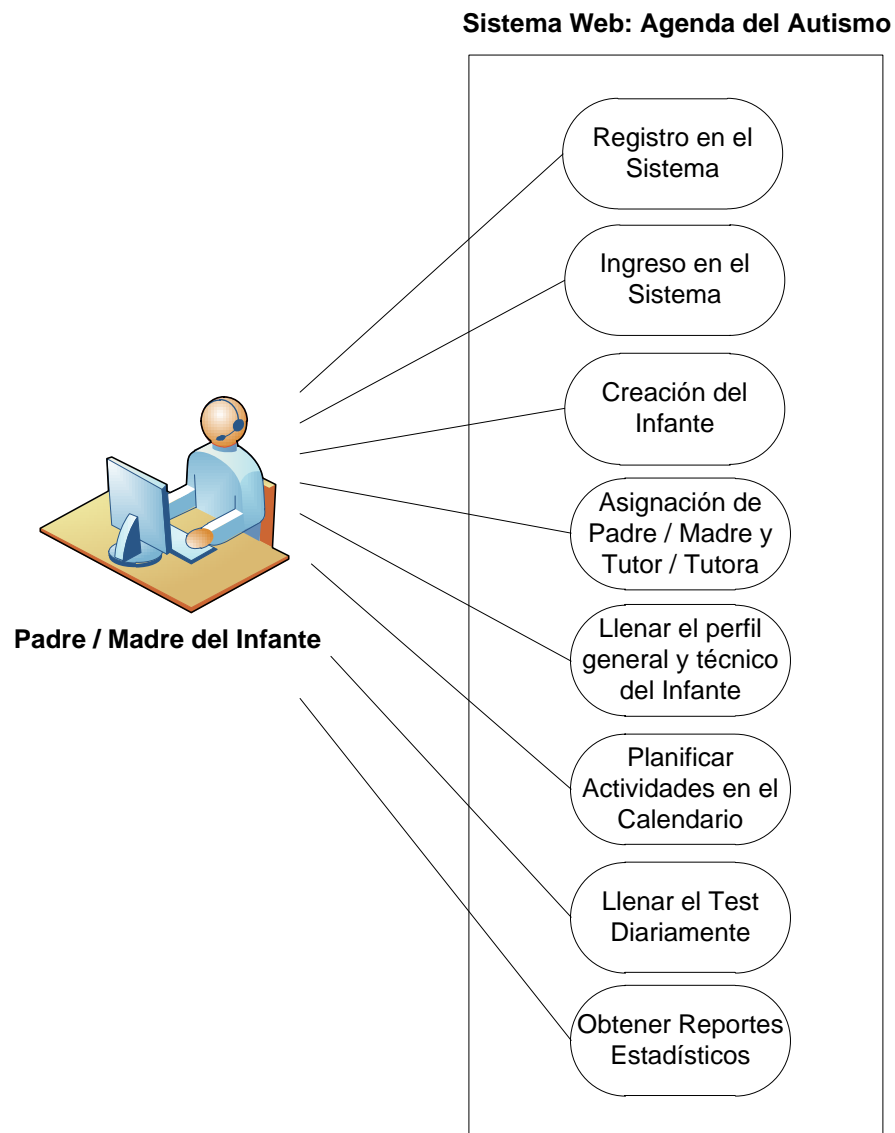 Sistema Web: Agenda del Autismo
Registro en el
Sistema
Ingreso en el
Sistema
Creación del
Infante
Asignación de
Padre / Madre y
Tutor / Tutora
Padre / Madre del Infante
Llenar el perfil
general y técnico
del Infante
Planificar
Actividades en el
Calendario
Llenar el Test
Diariamente
Obtener Reportes
Estadísticos